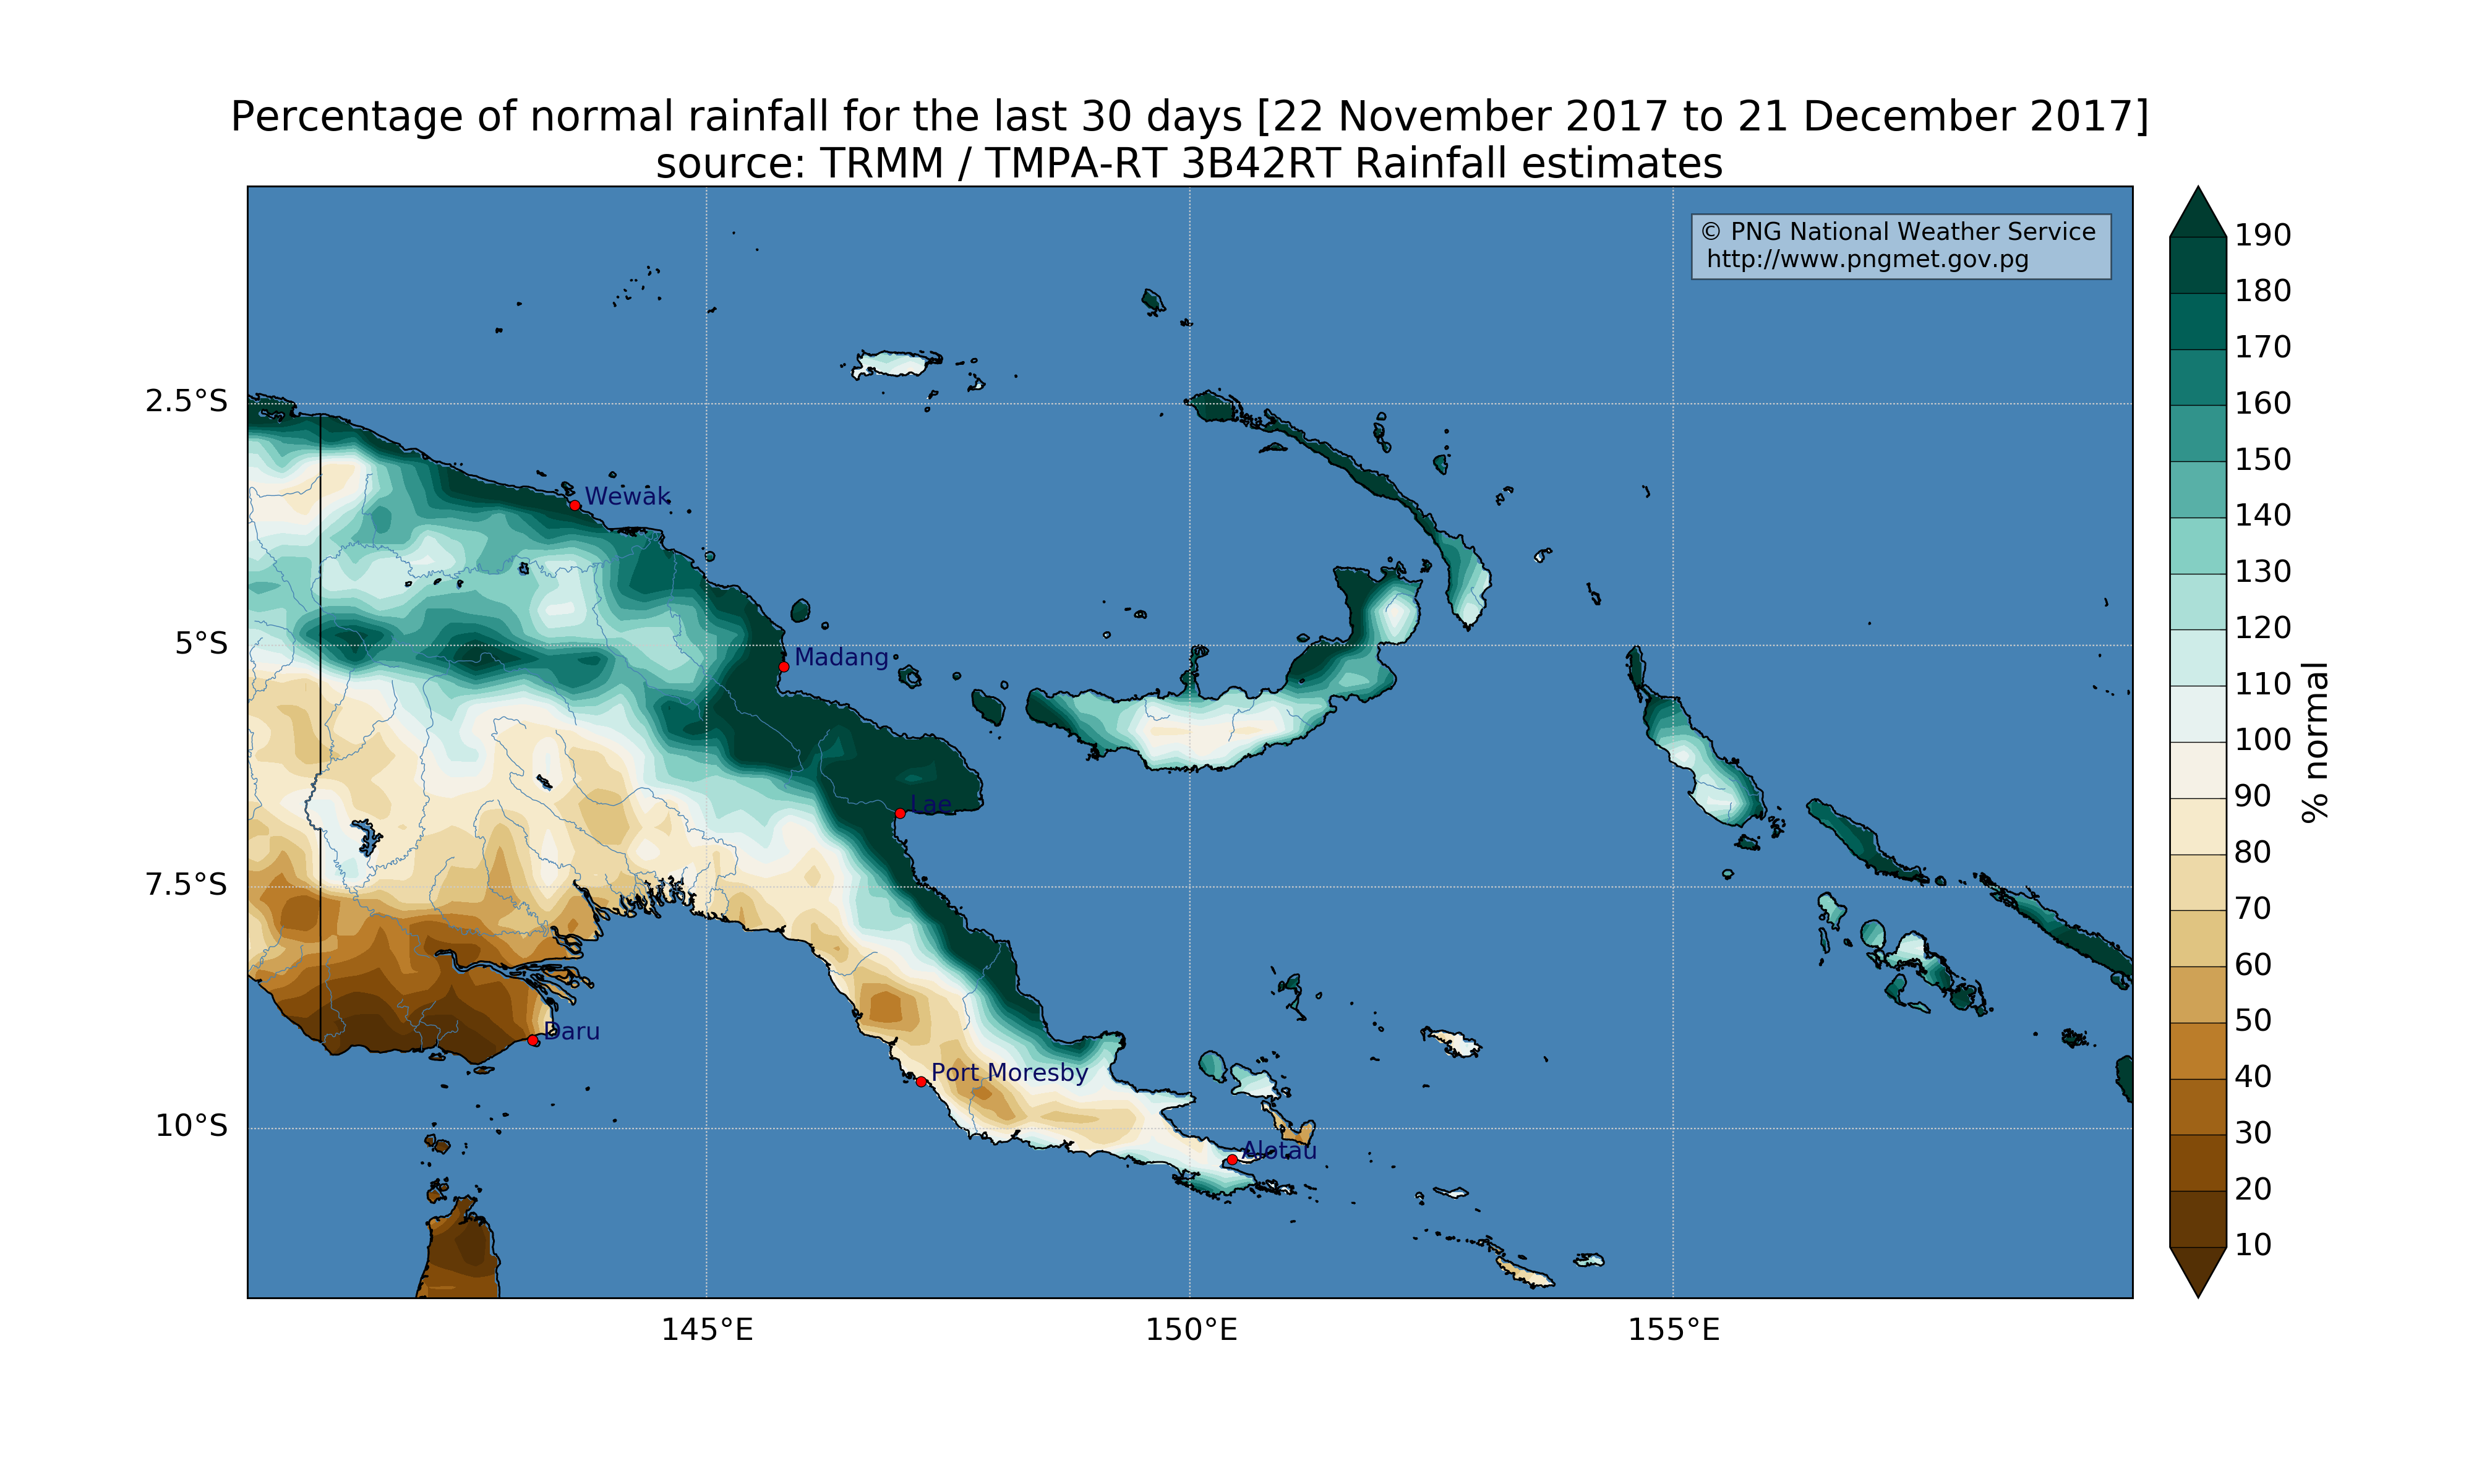 Percentage of normal rainfall for the last 30 days [22 November 2017 to 21 December 2017]
source: TRMM / TMPA-RT 3B42RT Rainfall estimates
© PNG National Weather Service
http://www.pngmet.gov.pg
2.5°S
5°S
7.5°S
10°S
Wewak
Madang
Lae
Daru
Port Moresby
Alotau
145°E
150°E
155°E
190
180
170
160
150
140
130
120
110
100
90
80
70
60
50
40
30
20
10
% normal